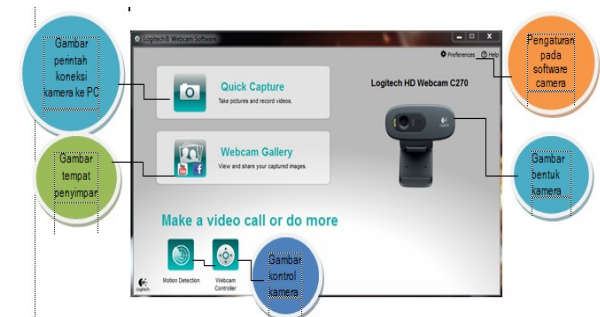 Gambar
perintah
koneksi
kamera ke PC
Gambar
tempat
penyimpan
Logitech® Webcam Software
Preferences Help
Quick Capture
Take pictures and record videos.
Webcam Gallery
View and share your captured images.
You
Tube
f
Logitech HD Webcam C270
Make a video call or do more
Motion Detection
Webcam
Controller
Logitech
Pengaturan
pada
software
camera
Gambar
bentuk
kamera
Gambar
kontrol
kamera